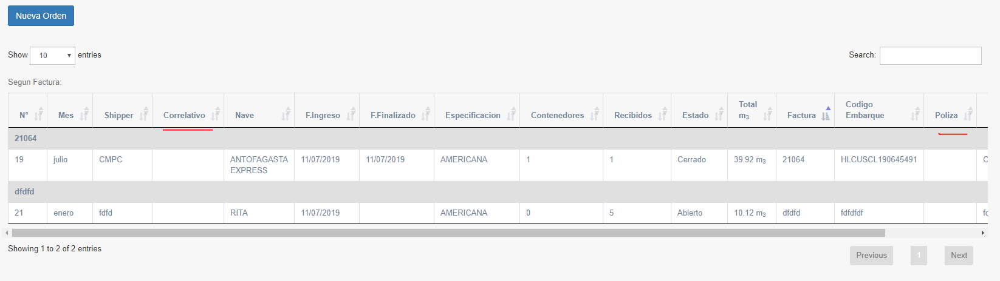 Nueva Orden
Show 10 entries
Search:
Segun Factura:
N° Mes Shipper Correlativo Nave F.Ingreso F.Finalizado Especificacion Contenedores Recibidos Estado Total m3 Factura Codigo Embarque Poliza
21064
19 julio CMPC ANTOFAGASTA EXPRESS 11/07/2019 11/07/2019 AMERICANA 1 1 Cerrado 39.92 m3 21064 HLCUSCL190645491
dfdfd
21 enero fdfd RITA 11/07/2019 AMERICANA 0 5 Abierto 10.12 m3 dfdfd fdfdfdf
Showing 1 to 2 of 2 entries
Previous 1 Next